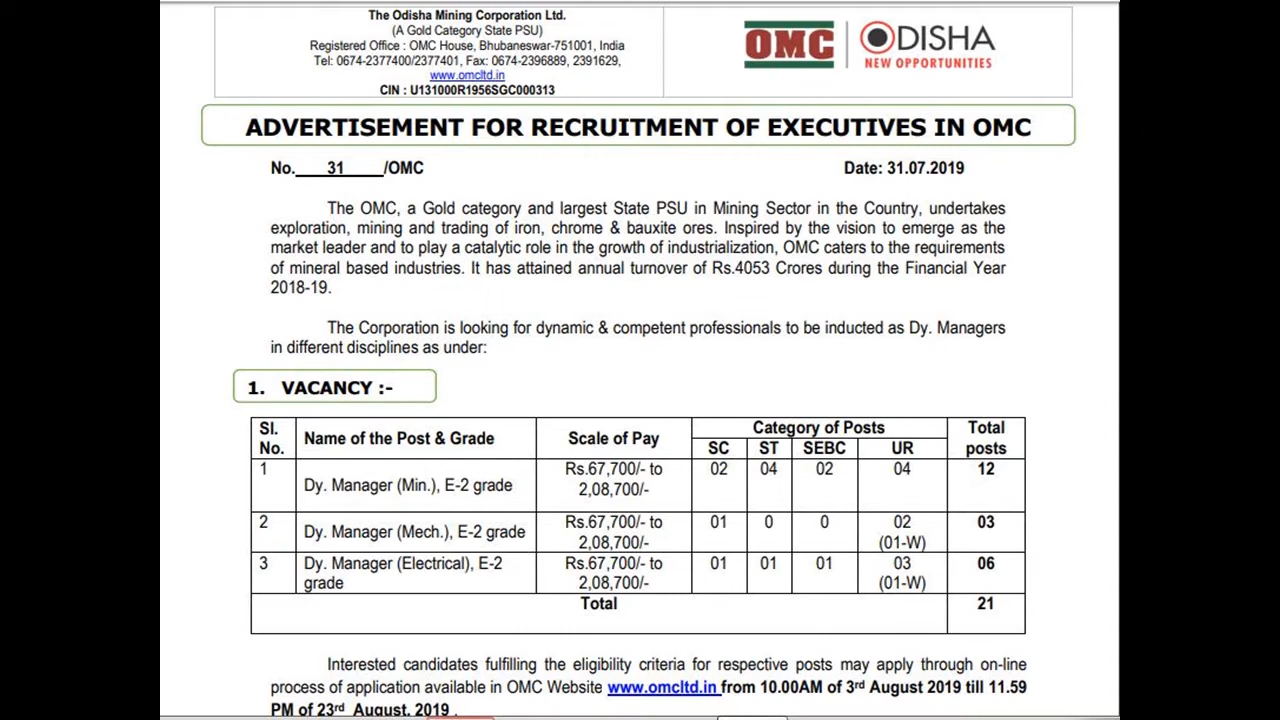 The Odisha Mining Corporation Ltd.
(A Gold Category State PSU)
Registered Office : OMC House, Bhubaneswar-751001, India
Tel: 0674-2377400/2377401, Fax: 0674-2396889, 2391629,
www.omcltd.in
CIN : U131000R1956SGC000313
OMC
ODISHA
NEW OPPORTUNITIES
ADVERTISEMENT FOR RECRUITMENT OF EXECUTIVES IN OMC
No. 31 /OMC Date: 31.07.2019
The OMC, a Gold category and largest State PSU in Mining Sector in the Country, undertakes
exploration, mining and trading of iron, chrome & bauxite ores. Inspired by the vision to emerge as the
market leader and to play a catalytic role in the growth of industrialization, OMC caters to the requirements
of mineral based industries. It has attained annual turnover of Rs.4053 Crores during the Financial Year
2018-19.
The Corporation is looking for dynamic & competent professionals to be inducted as Dy. Managers
in different disciplines as under:
1. VACANCY :-
Sl. No. Name of the Post & Grade Scale of Pay Category of Posts Total posts
SC ST SEBC UR
1 Dy. Manager (Min.), E-2 grade Rs.67,700/- to 2,08,700/- 02 04 02 04 12
2 Dy. Manager (Mech.), E-2 grade Rs.67,700/- to 2,08,700/- 01 0 0 02 (01-W) 03
3 Dy. Manager (Electrical), E-2 grade Rs.67,700/- to 2,08,700/- 01 01 01 03 (01-W) 06
Total 21
Interested candidates fulfilling the eligibility criteria for respective posts may apply through on-line
process of application available in OMC Website www.omcltd.in from 10.00AM of 3rd August 2019 till 11.59
PM of 23rd August, 2019 .